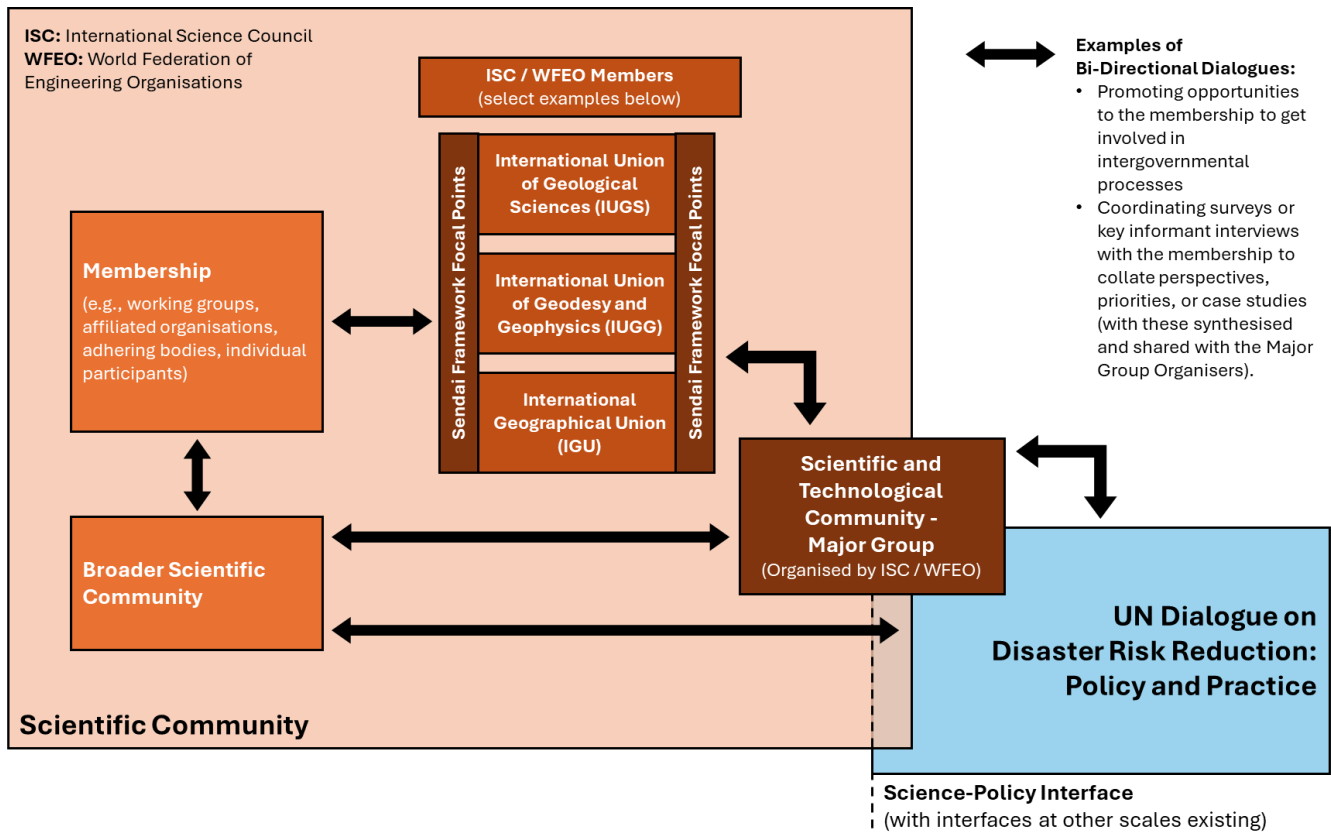 ISC: International Science Council
WFEO: World Federation of
Engineering Organisations
ISC / WFEO Members
(select examples below)
Sendai Framework Focal Points
International Union
of Geological
Sciences (IUGS)
International Union
of Geodesy and
Geophysics (IUGG)
International
Geographical Union
(IGU)
Sendai Framework Focal Points
Membership
(e.g., working groups,
affiliated organisations,
adhering bodies, individual
participants)
Broader Scientific
Community
Scientific and
Technological
Community -
Major Group
(Organised by ISC / WFEO)
Scientific Community
Examples of
Bi-Directional Dialogues:
• Promoting opportunities
to the membership to get
involved in
intergovernmental
processes
• Coordinating surveys or
key informant interviews
with the membership to
collate perspectives,
priorities, or case studies
(with these synthesised
and shared with the Major
Group Organisers).
UN Dialogue on
Disaster Risk Reduction:
Policy and Practice
Science-Policy Interface
(with interfaces at other scales existing)